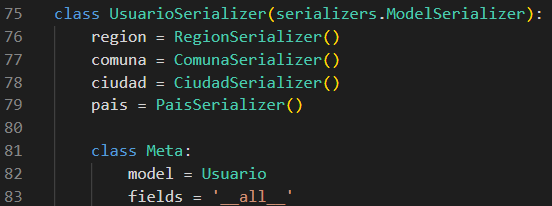 75 class UsuarioSerializer(serializers.ModelSerializer):
76     region = RegionSerializer()
77     comuna = ComunaSerializer()
78     ciudad = CiudadSerializer()
79     pais = PaisSerializer()
80
81     class Meta:
82         model = Usuario
83         fields = '__all__'